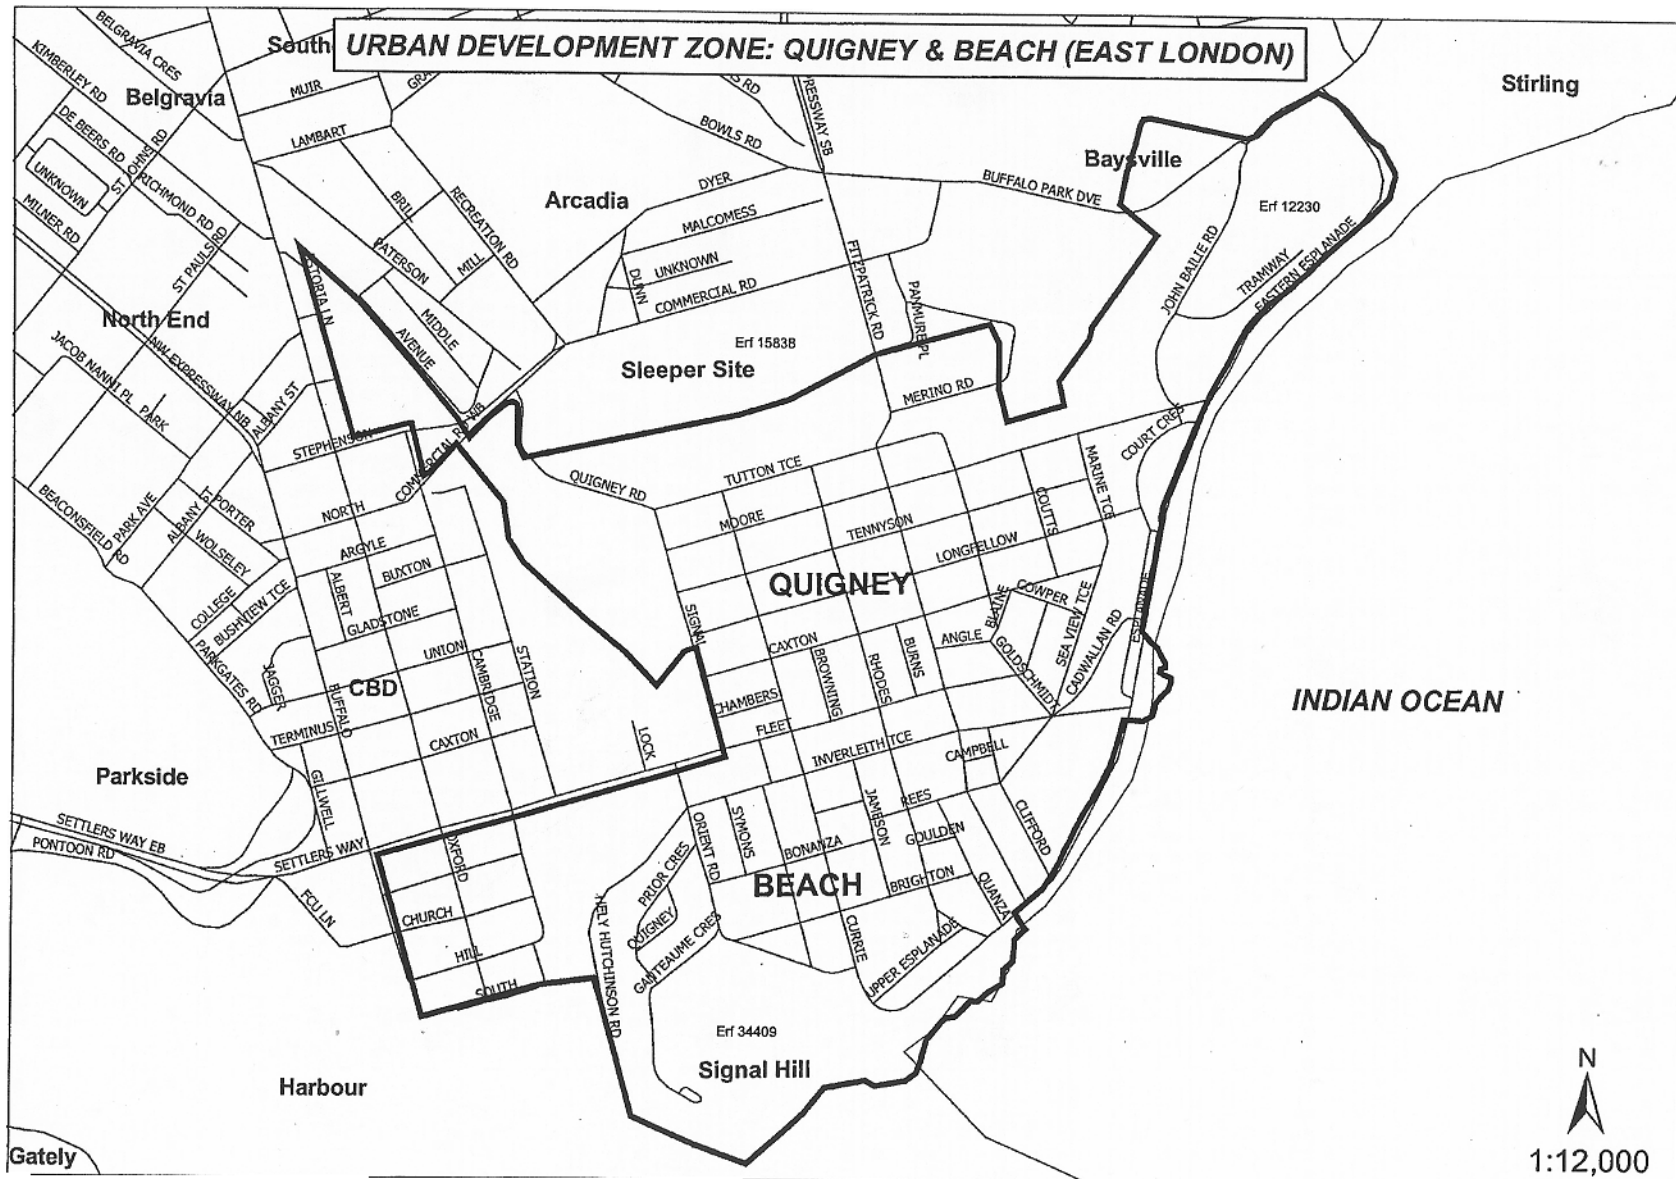 URBAN DEVELOPMENT ZONE: QUIGNEY & BEACH (EAST LONDON)
South
BELGRAVIA CRES
KIMBERLEY RD
Belgravia
MUIR
Stirling
DE BEERS RD
ST JOHNS RD
LAMBART
BOWLS RD
PRESSWAY SB
Baysville
UNKNOWN
RICHMOND RD
MILNER RD
BRILL
RECREATION RD
Arcadia
DYER
MALCOMESS
BUFFALO PARK DVE
Erf 12230
ST PAULS RD
PATERSON
MILL
DUNN
UNKNOWN
COMMERCIAL RD
FITZPATRICK RD
JOHN BAILIE RD
TRAMWAY
EASTERN ESPLANADE
STORIA LN
PANMURE PL
North End
MIDDLE
AVENUE
NW EXPRESSWAY NB
JACOB NANNI PL
PARK
Erf 15838
Sleeper Site
MERINO RD
ALBANY ST
STEPHENSON
COMMERCIAL RD WB
COURT CRES
QUIGNEY RD
TUTTON TCE
MARINE TCE
BEACONSFIELD RD
PARK AVE
ALBANY ST
PORTER
NORTH
MOORE
TENNYSON
COUTTS
WOLSELEY
ARGYLE
LONGFELLOW
BUXTON
ALBERT
QUIGNEY
COLLEGE
BUSHVIEW TCE
GLADSTONE
SIGNAL
BLAINE
COWPER
SEA VIEW TCE
CADWALLAN RD
ESPLANADE
PARKGATES RD
JAGGER
UNION
CAMBRIDGE
STATION
CAXTON
BROWNING
RHODES
BURNS
ANGLE
GOLDSCHMIDT
CBD
BUFFALO
CHAMBERS
INDIAN OCEAN
TERMINUS
CAXTON
LOCK
FLEET
INVERLEITH TCE
CAMPBELL
Parkside
GILLWELL
SETTLERS WAY EB
PONTOON RD
SETTLERS WAY
OXFORD
ORIENT RD
SYMONS
JAMESON
REES
CLIFFORD
GOULDEN
BONANZA
PRIOR CRES
BEACH
BRIGHTON
QUANZA
FCU LN
CHURCH
QUIGNEY
HELY HUTCHINSON RD
GANTEAUME CRES
CURRIE
UPPER ESPLANADE
HILL
SOUTH
Erf 34409
Signal Hill
Harbour
N
Gately
1:12,000